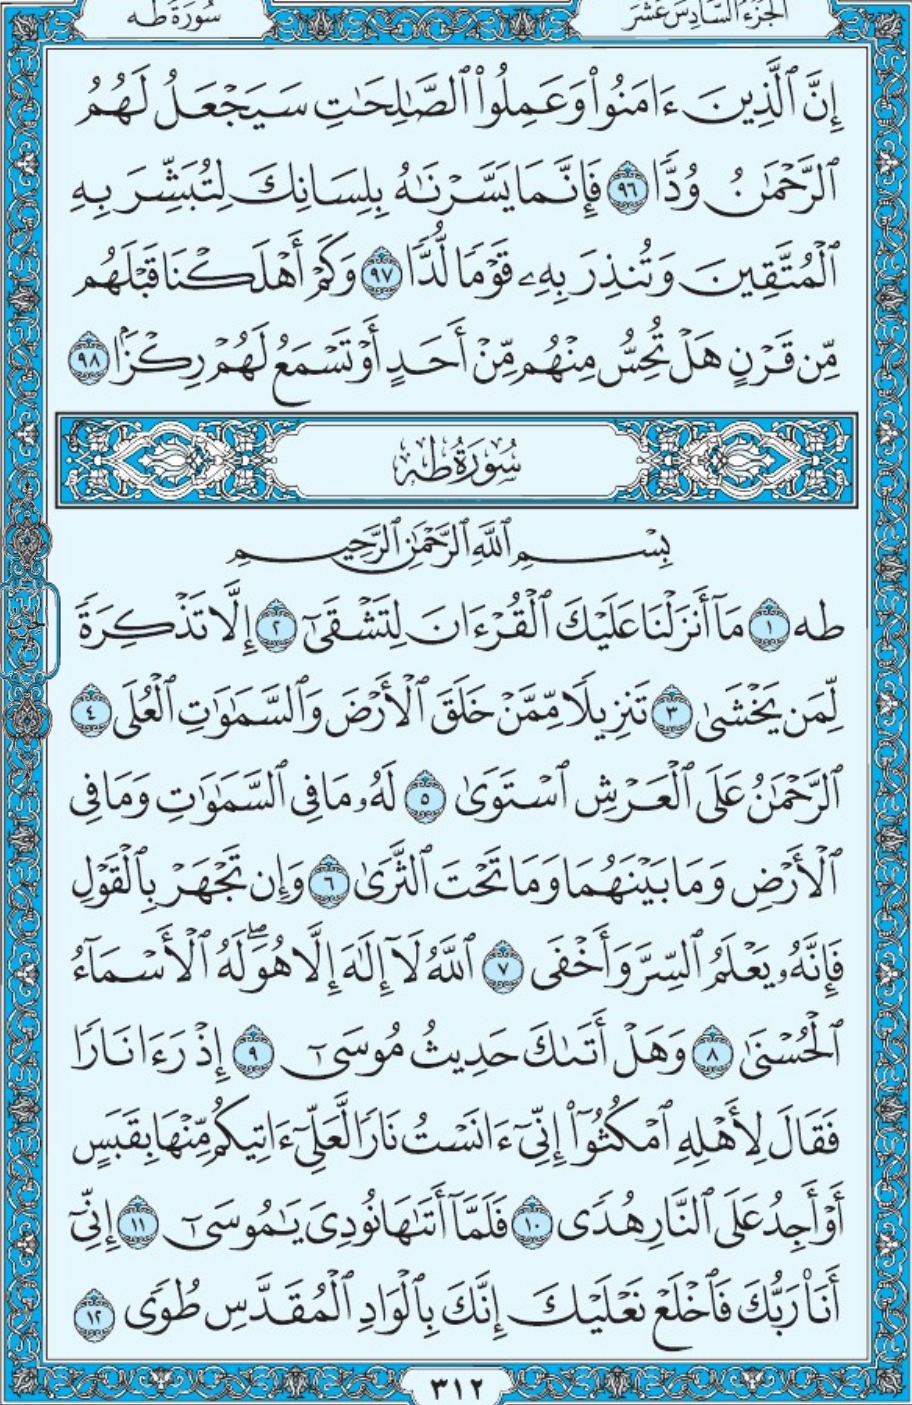 سُورَةُ طه
الجُزْءُ السَّادِسَ عَشَرَ
إِنَّ ٱلَّذِينَ ءَامَنُوا۟ وَعَمِلُوا۟ ٱلصَّٰلِحَٰتِ سَيَجْعَلُ لَهُمُ
ٱلرَّحْمَٰنُ وُدًّا ٩٦ فَإِنَّمَا يَسَّرْنَٰهُ بِلِسَانِكَ لِتُبَشِّرَ بِهِ
ٱلْمُتَّقِينَ وَتُنذِرَ بِهِۦ قَوْمًا لُّدًّا ٩٧ وَكَمْ أَهْلَكْنَا قَبْلَهُم
مِّن قَرْنٍ هَلْ تُحِسُّ مِنْهُم مِّنْ أَحَدٍ أَوْ تَسْمَعُ لَهُمْ رِكْزًۢا ٩٨
سُورَةُ طه
بِسْمِ ٱللَّهِ ٱلرَّحْمَٰنِ ٱلرَّحِيمِ
طه ١ مَآ أَنزَلْنَا عَلَيْكَ ٱلْقُرْءَانَ لِتَشْقَىٰٓ ٢ إِلَّا تَذْكِرَةً
لِّمَن يَخْشَىٰ ٣ تَنزِيلًا مِّمَّنْ خَلَقَ ٱلْأَرْضَ وَٱلسَّمَٰوَٰتِ ٱلْعُلَى ٤
ٱلرَّحْمَٰنُ عَلَى ٱلْعَرْشِ ٱسْتَوَىٰ ٥ لَهُۥ مَا فِى ٱلسَّمَٰوَٰتِ وَمَا فِى
ٱلْأَرْضِ وَمَا بَيْنَهُمَا وَمَا تَحْتَ ٱلثَّرَىٰ ٦ وَإِن تَجْهَرْ بِٱلْقَوْلِ
فَإِنَّهُۥ يَعْلَمُ ٱلسِّرَّ وَأَخْفَى ٧ ٱللَّهُ لَآ إِلَٰهَ إِلَّا هُوَ ۖ لَهُ ٱلْأَسْمَآءُ
ٱلْحُسْنَىٰ ٨ وَهَلْ أَتَىٰكَ حَدِيثُ مُوسَىٰٓ ٩ إِذْ رَءَا نَارًا
فَقَالَ لِأَهْلِهِ ٱمْكُثُوٓا۟ إِنِّىٓ ءَانَسْتُ نَارًا لَّعَلِّىٓ ءَاتِيكُم مِّنْهَا بِقَبَسٍ
أَوْ أَجِدُ عَلَى ٱلنَّارِ هُدًى ١٠ فَلَمَّآ أَتَىٰهَا نُودِىَ يَٰمُوسَىٰٓ ١١ إِنِّىٓ
أَنَا۠ رَبُّكَ فَٱخْلَعْ نَعْلَيْكَ إِنَّكَ بِٱلْوَادِ ٱلْمُقَدَّسِ طُوًى ١٢
٣١٢